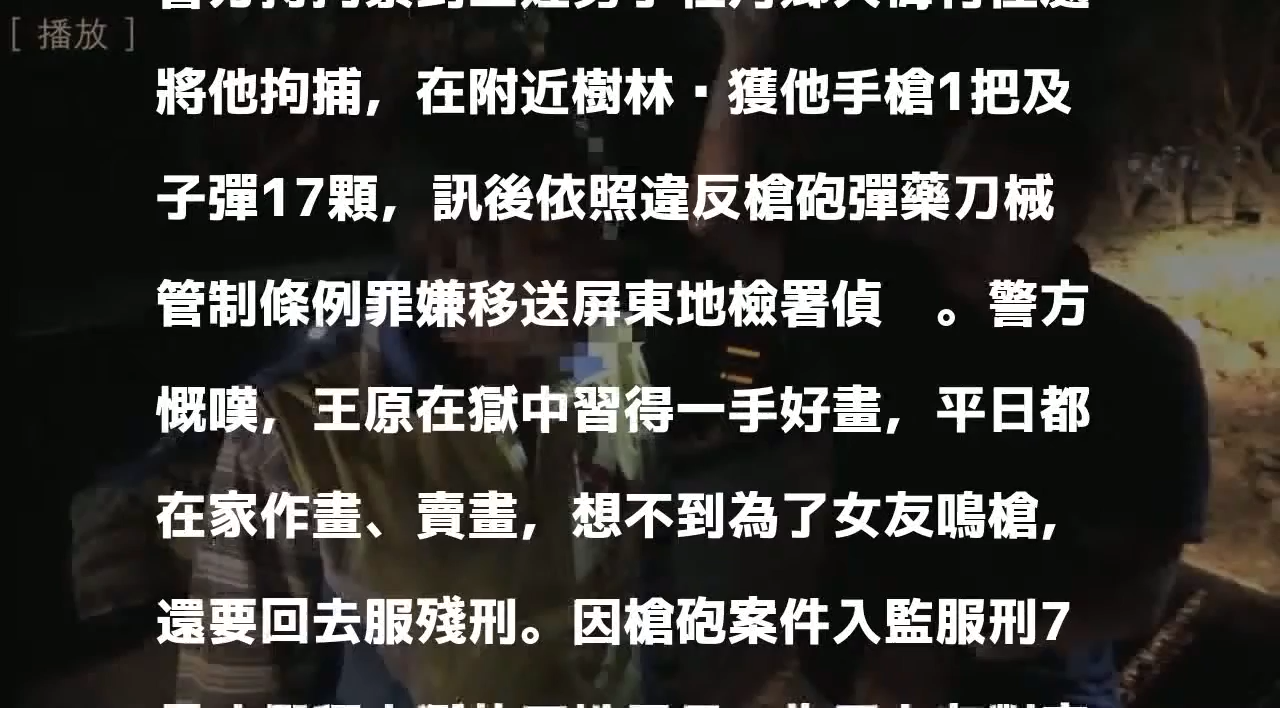 [ 播放 ]
將他拘捕，在附近樹林·獲他手槍1把及
子彈17顆，訊後依照違反槍砲彈藥刀械
管制條例罪嫌移送屏東地檢署偵　。警方
慨嘆，王原在獄中習得一手好畫，平日都
在家作畫、賣畫，想不到為了女友鳴槍，
還要回去服殘刑。因槍砲案件入監服刑7